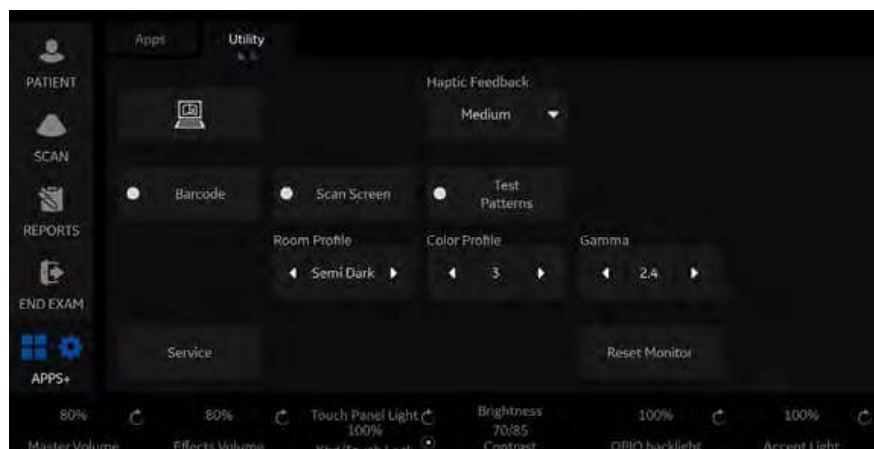 Apps Utility
PATIENT
Haptic Feedback
Medium
SCAN
Barcode Scan Screen Test Patterns
REPORTS
Room Profile Color Profile Gamma
Semi Dark 3 2.4
END EXAM
Service Reset Monitor
APPS+
80% 80% Touch Panel Light 100% Brightness 70/85 100% 100%
Master Volume Effects Volume Contrast OPIO backlight Accent Light